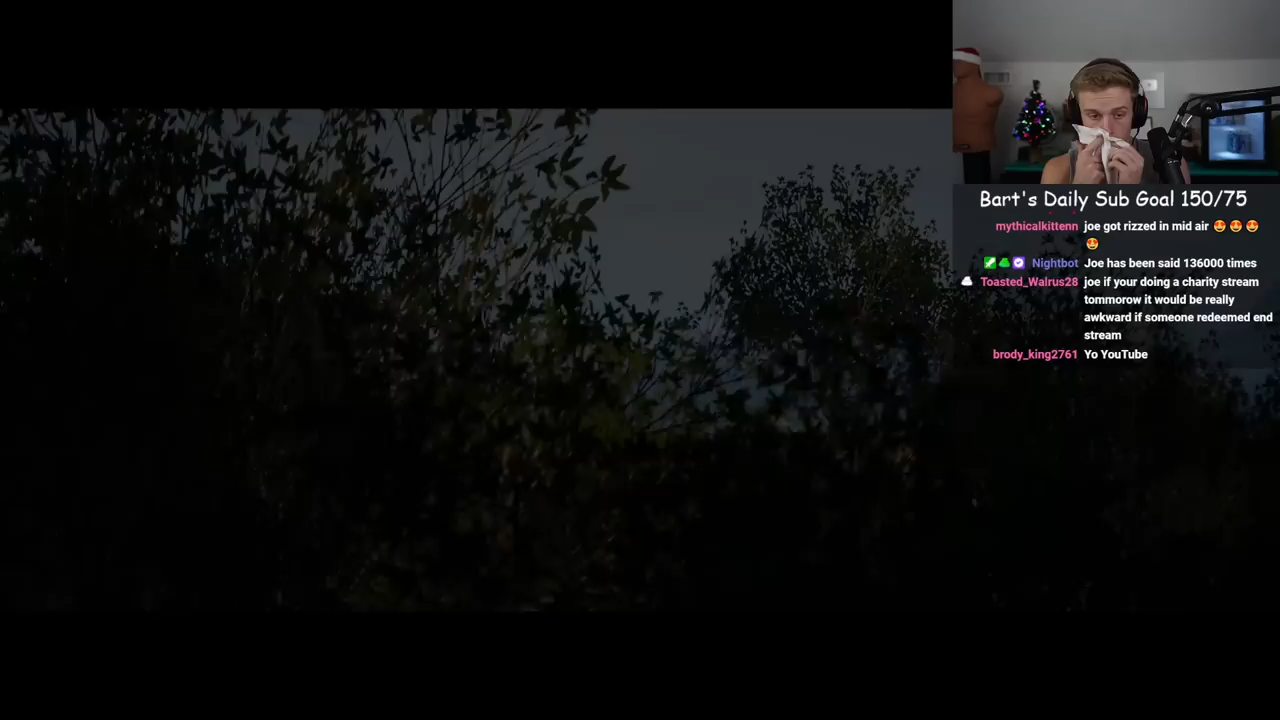 Bart's Daily Sub Goal 150/75
mythicalkittenn joe got rizzed in mid air 😍 😍 😍
😍
Nightbot Joe has been said 136000 times
Toasted_Walrus28 joe if your doing a charity stream
tommorow it would be really
awkward if someone redeemed end
stream
brody_king2761 Yo YouTube